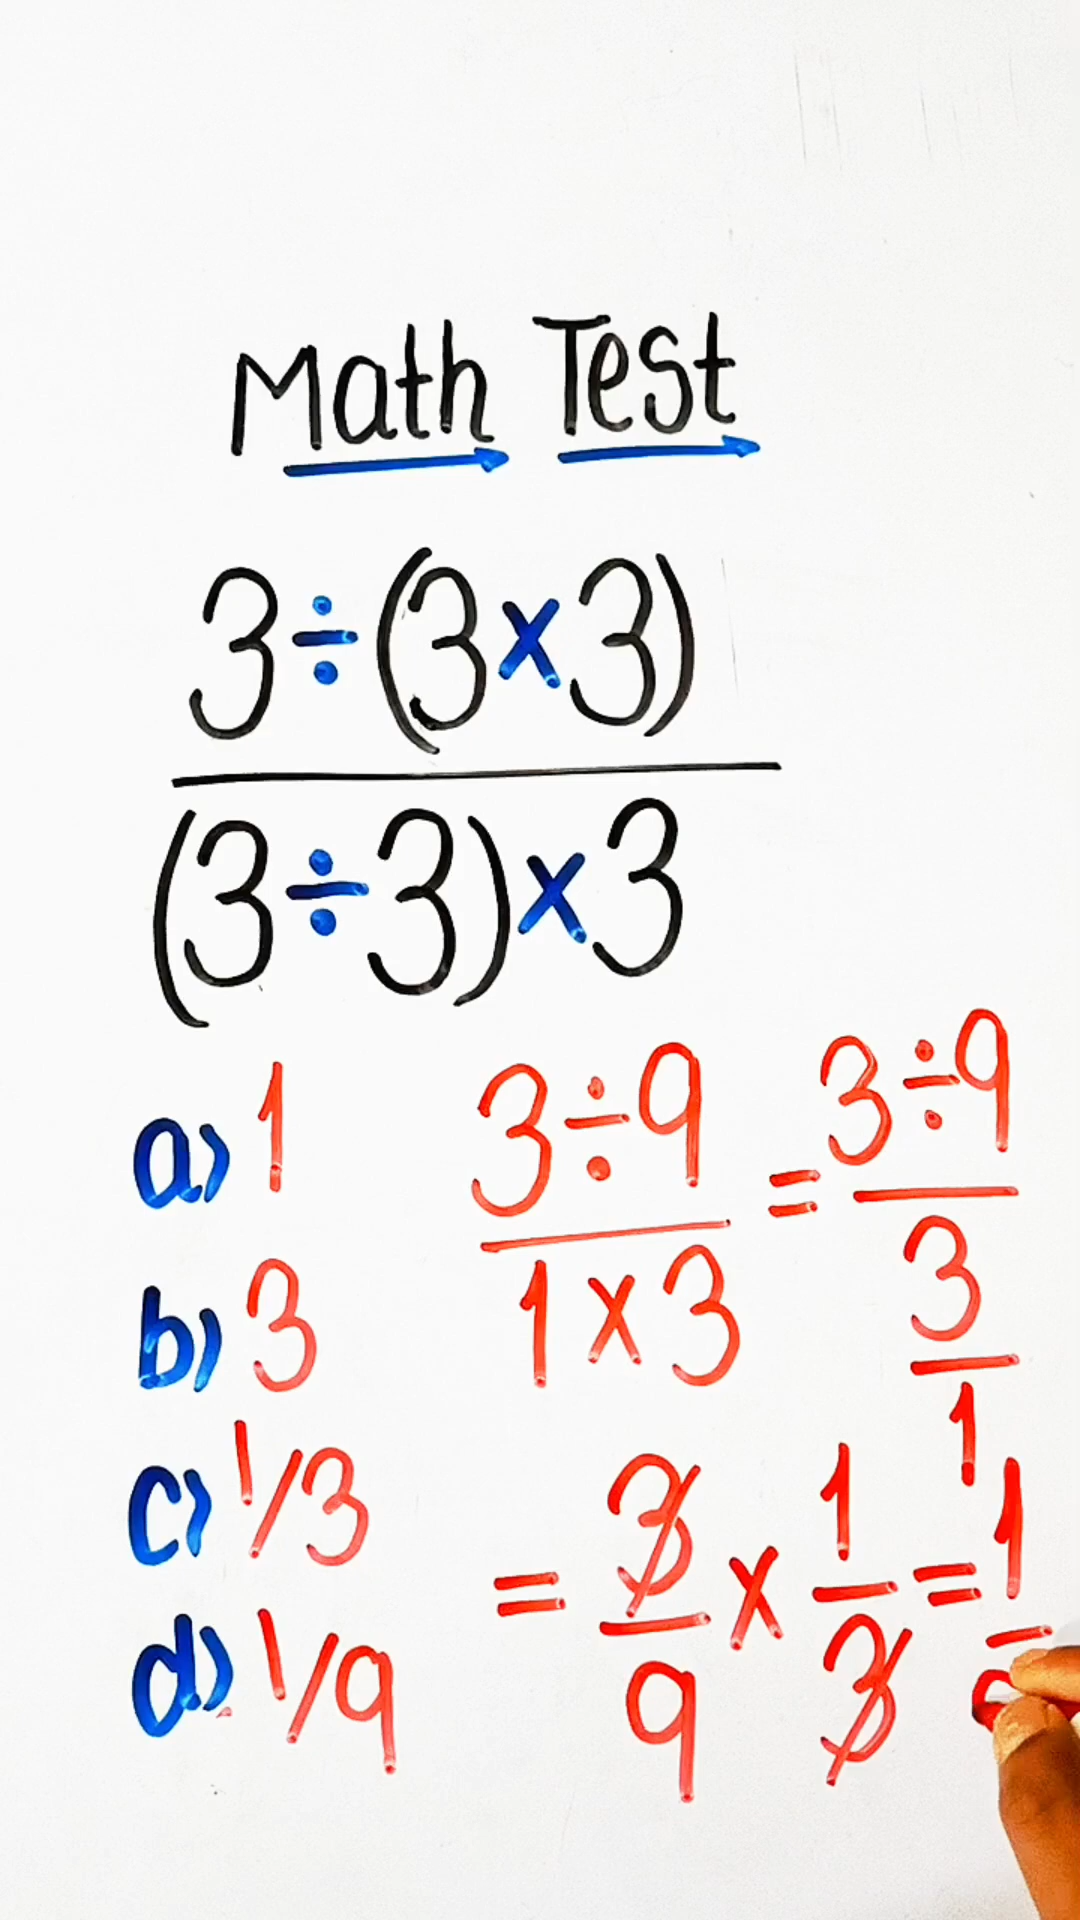 Math Test
3÷(3×3)
(3÷3)×3
a) 1
b) 3
c) 1/3
d) 1/9
3÷9 = 3÷9
1×3 3
1
= 3 × 1 = 1
9 3